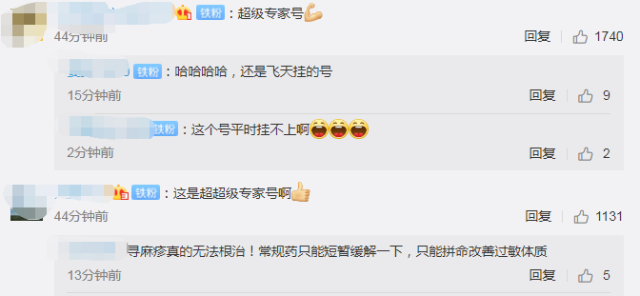 铁粉：超级专家号
44分钟前 回复 1740
铁粉：哈哈哈哈，还是飞天挂的号
15分钟前 回复 9
铁粉：这个号平时挂不上啊
2分钟前 回复 2
铁粉：这是超超级专家号啊
44分钟前 回复 1131
寻麻疹真的无法根治！常规药只能短暂缓解一下，只能拼命改善过敏体质
13分钟前 回复 5